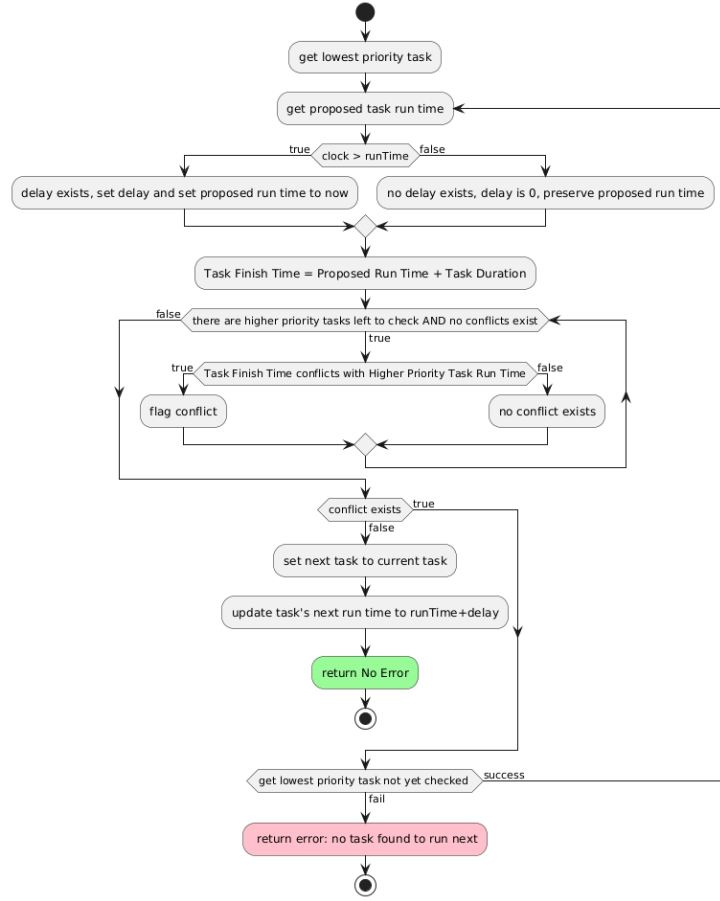 get lowest priority task
get proposed task run time
true
clock > runTime
false
delay exists, set delay and set proposed run time to now
no delay exists, delay is 0, preserve proposed run time
Task Finish Time = Proposed Run Time + Task Duration
false
there are higher priority tasks left to check AND no conflicts exist
true
true
Task Finish Time conflicts with Higher Priority Task Run Time
false
flag conflict
no conflict exists
conflict exists
true
false
set next task to current task
update task's next run time to runTime+delay
return No Error
get lowest priority task not yet checked
success
fail
return error: no task found to run next